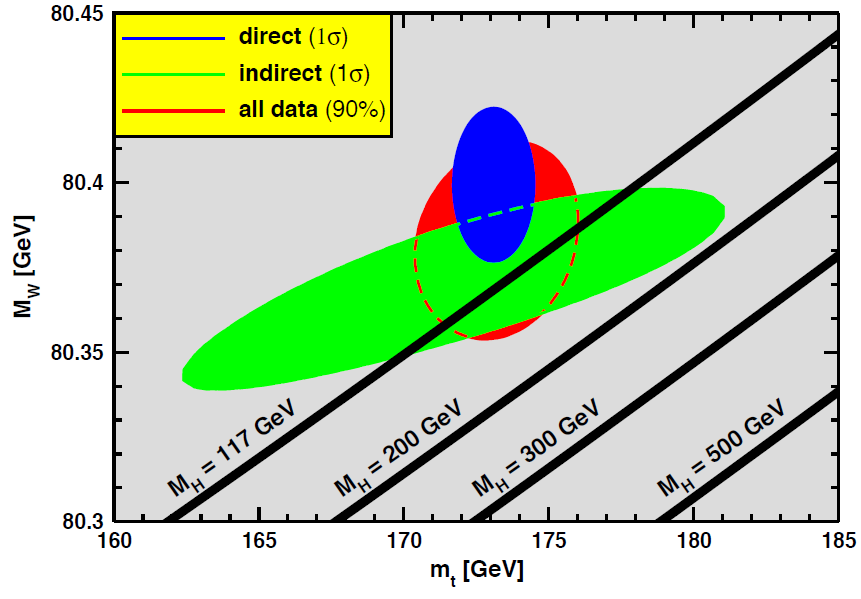 80.45
direct (1σ)
indirect (1σ)
all data (90%)
80.4
M_W [GeV]
80.35
M_H = 117 GeV
M_H = 200 GeV
M_H = 300 GeV
M_H = 500 GeV
80.3
160 165 170 175 180 185
m_t [GeV]